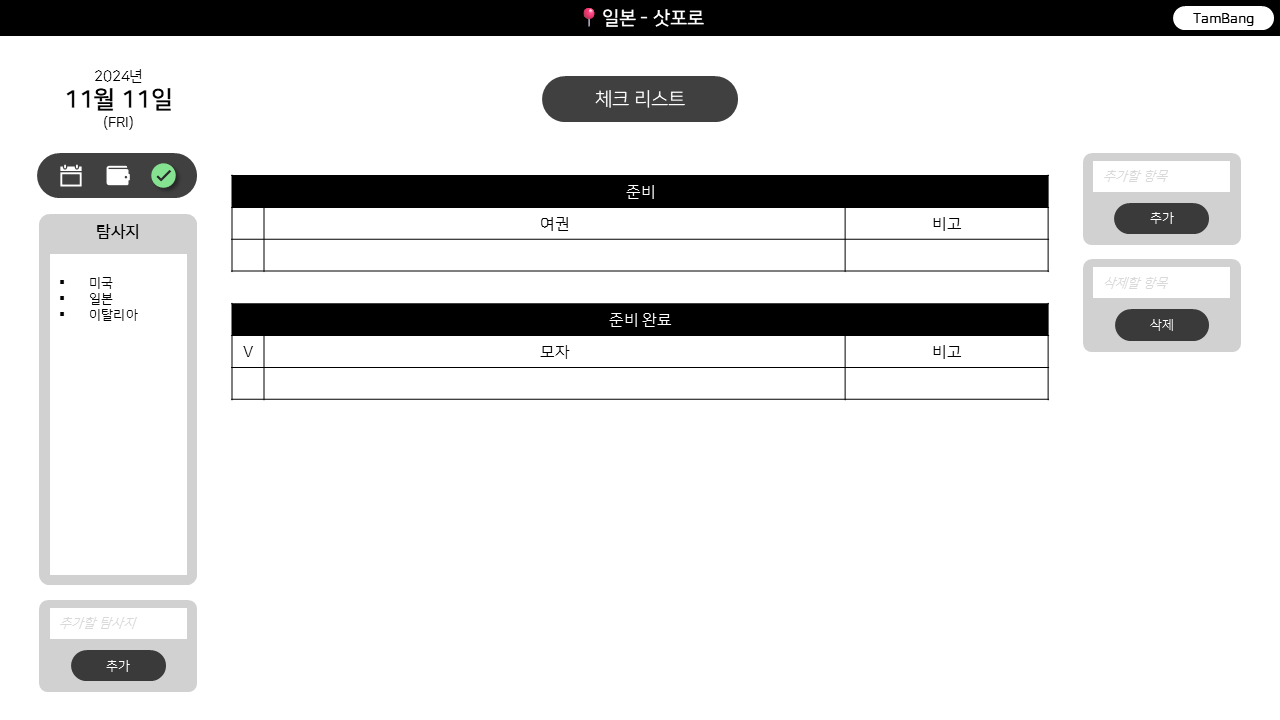 📍 일본 - 삿포로
TamBang
2024년
11월 11일
(FRI)
체크 리스트
탐사지
▪ 미국
▪ 일본
▪ 이탈리아
추가할 탐사지
추가
준비
여권 비고
준비 완료
V 모자 비고
추가할 항목
추가
삭제할 항목
삭제